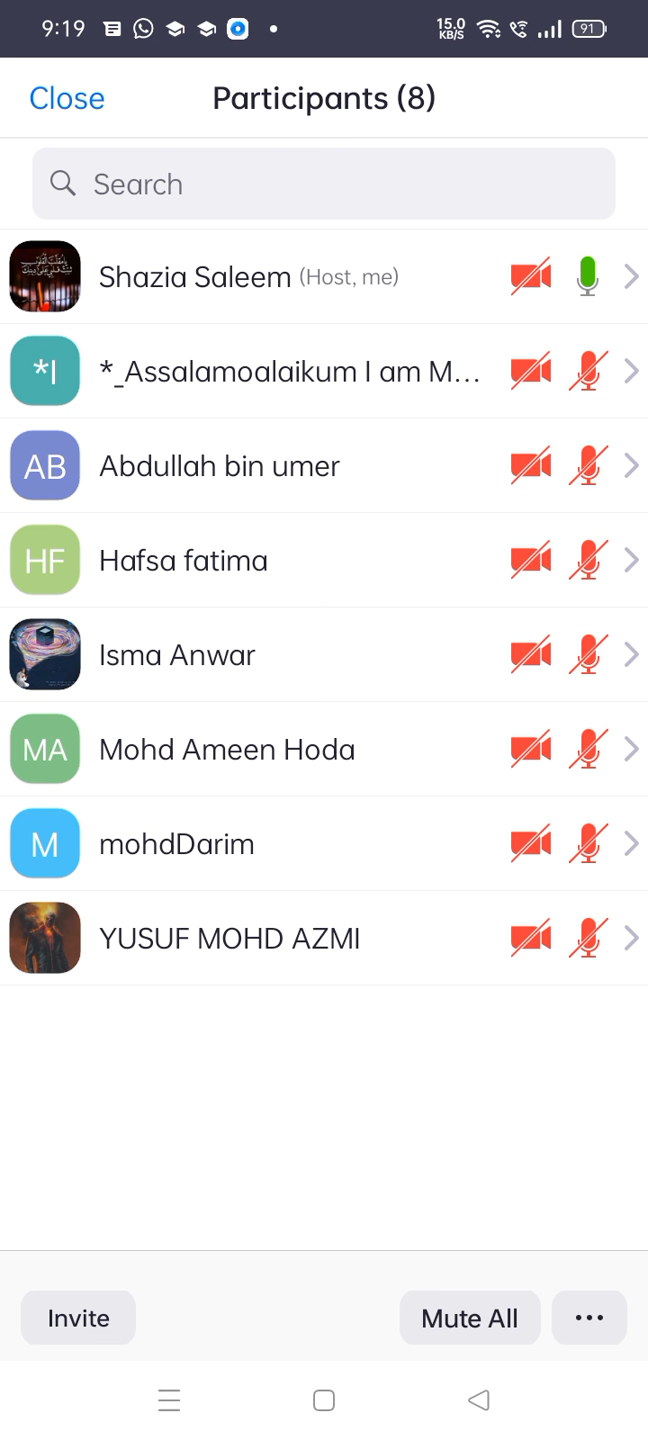 9:19 15.0 KB/S 91
Close Participants (8)
Search
Shazia Saleem (Host, me)
*I *_Assalamoalaikum I am M...
AB Abdullah bin umer
HF Hafsa fatima
Isma Anwar
MA Mohd Ameen Hoda
M mohdDarim
YUSUF MOHD AZMI
Invite Mute All ...